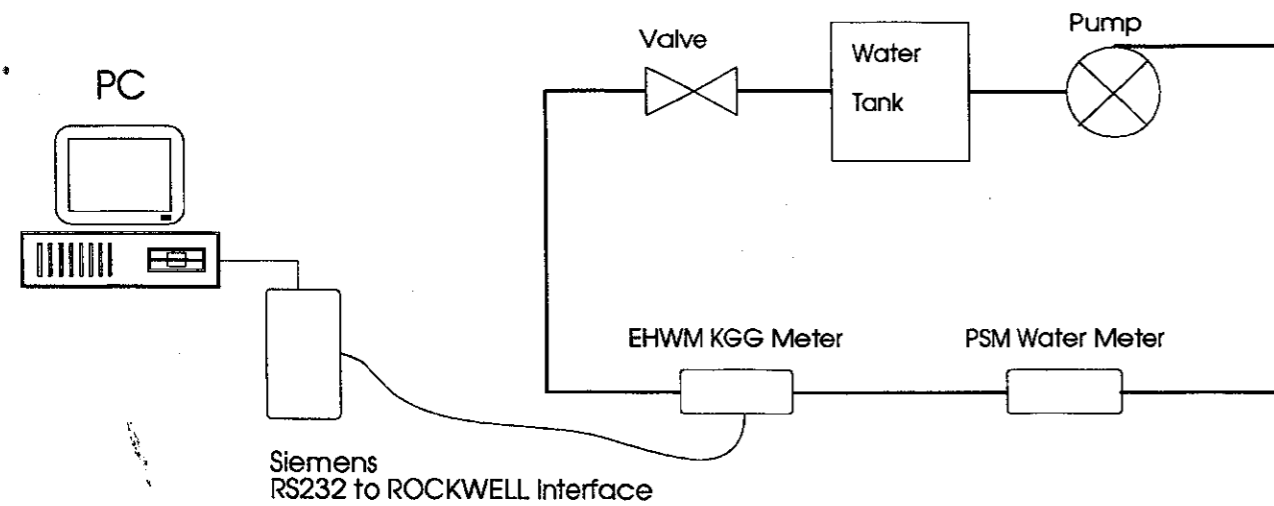 Pump
Valve
Water
Tank
PC
EHWM KGG Meter
PSM Water Meter
Siemens
RS232 to ROCKWELL Interface